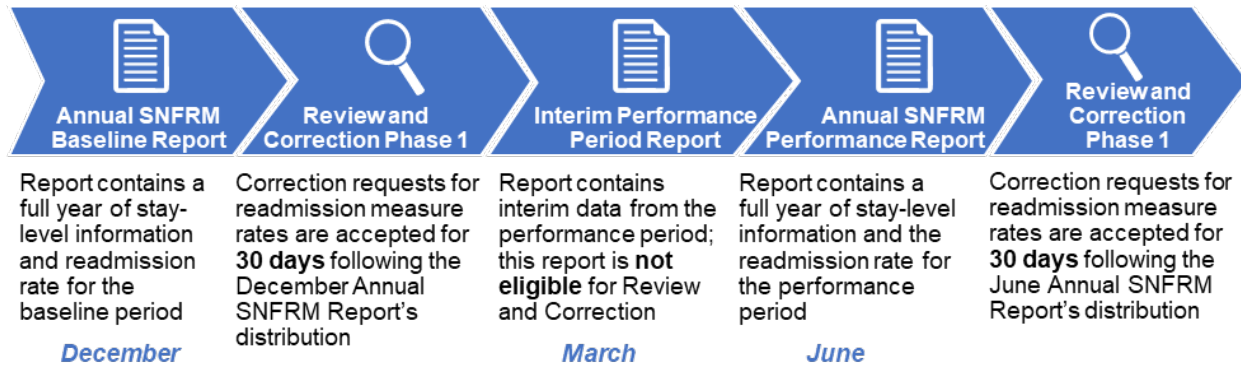 Annual SNFRM
Baseline Report
Review and
Correction Phase 1
Interim Performance
Period Report
Annual SNFRM
Performance Report
Review and
Correction
Phase 1
Report contains a
full year of stay-
level information
and readmission
rate for the
baseline period
December
Correction requests for
readmission measure
rates are accepted for
30 days following the
December Annual
SNFRM Report's
distribution
Report contains
interim data from the
performance period;
this report is not
eligible for Review
and Correction
March
Report contains a
full year of stay-level
information and the
readmission rate for
the performance
period
June
Correction requests for
readmission measure
rates are accepted for
30 days following the
June Annual SNFRM
Report's distribution